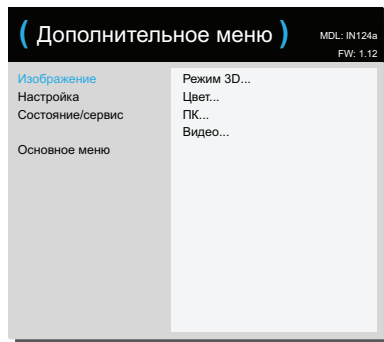 ( Дополнительное меню )
MDL: IN124a
FW: 1.12
Изображение
Настройка
Состояние/сервис
Основное меню
Режим 3D...
Цвет...
ПК...
Видео...